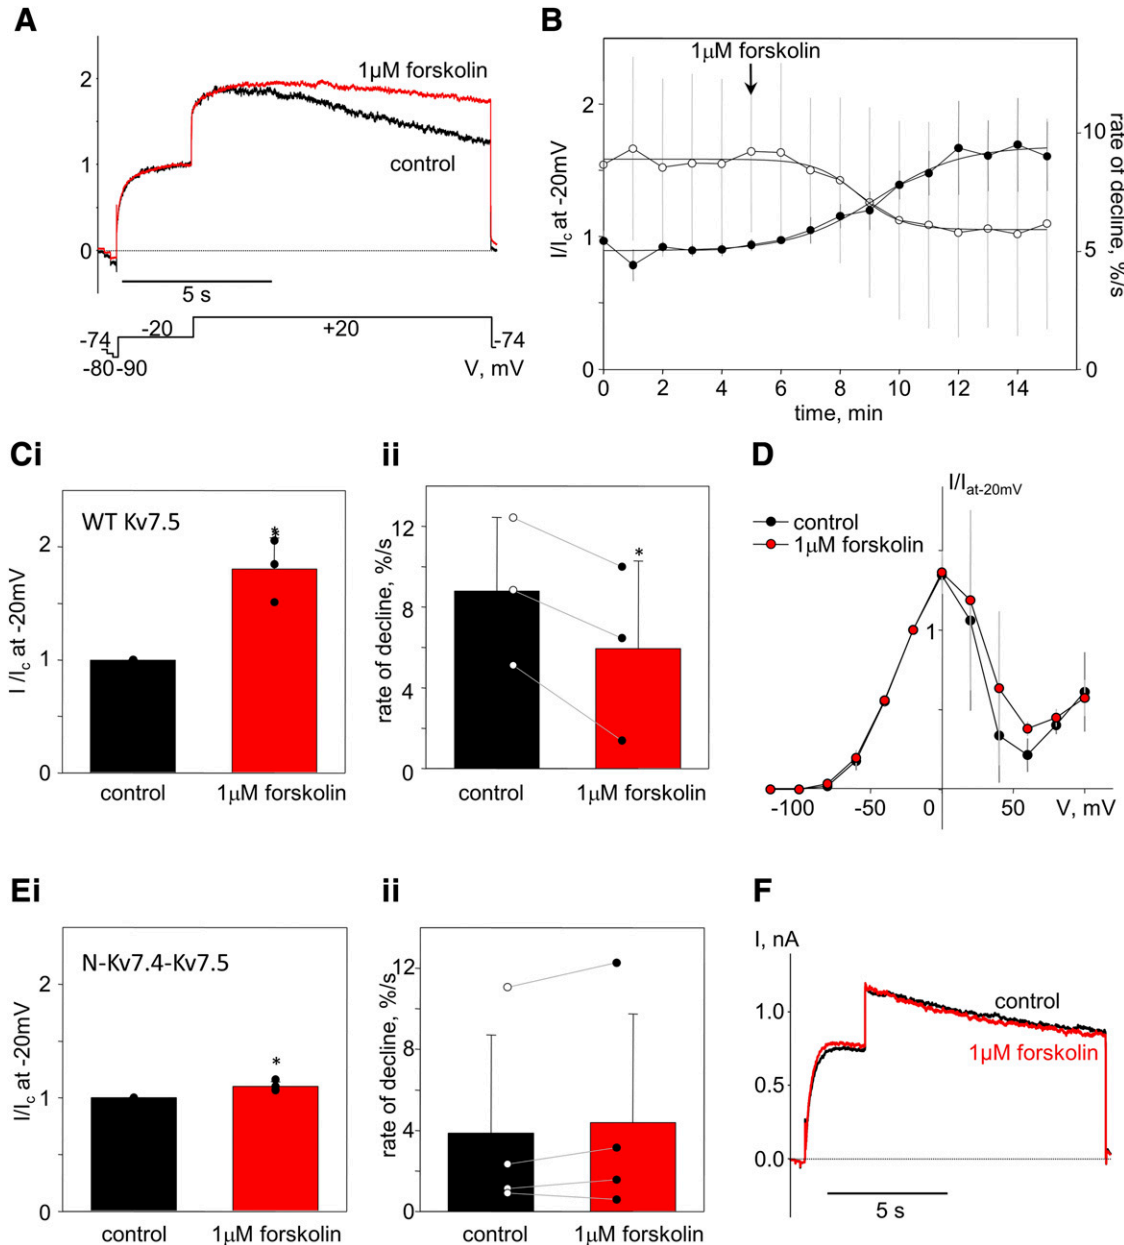 A
2
1
0
1µM forskolin
control
5 s
-74
-80
-90
-20
+20
-74
V, mV
B
1µM forskolin
I/Ic at -20mV
2
1
0
rate of decline, %/s
9
5
0
0 2 4 6 8 10 12 14
time, min
Ci
WT Kv7.5
I /Ic at -20mV
2
1
0
*
control
1µM forskolin
ii
rate of decline, %/s
12
8
4
0
*
control
1µM forskolin
D
I/Iat-20mV
control
1µM forskolin
1
-100 -50 0 50 V, mV
Ei
N-Kv7.4-Kv7.5
I/Ic at -20mV
2
1
0
*
control
1µM forskolin
ii
rate of decline, %/s
12
8
4
0
control
1µM forskolin
F
I, nA
1.0
0.5
0.0
control
1µM forskolin
5 s